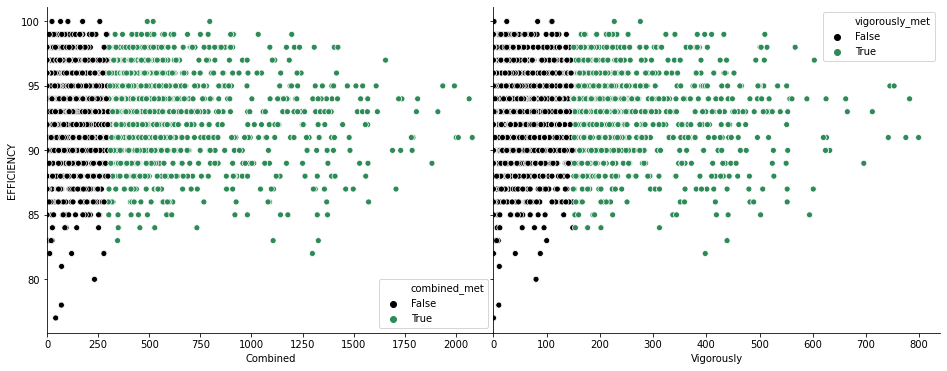 EFFICIENCY
100
95
90
85
80
0 250 500 750 1000 1250 1500 1750 2000
Combined
combined_met
False
True
vigorously_met
False
True
0 100 200 300 400 500 600 700 800
Vigorously